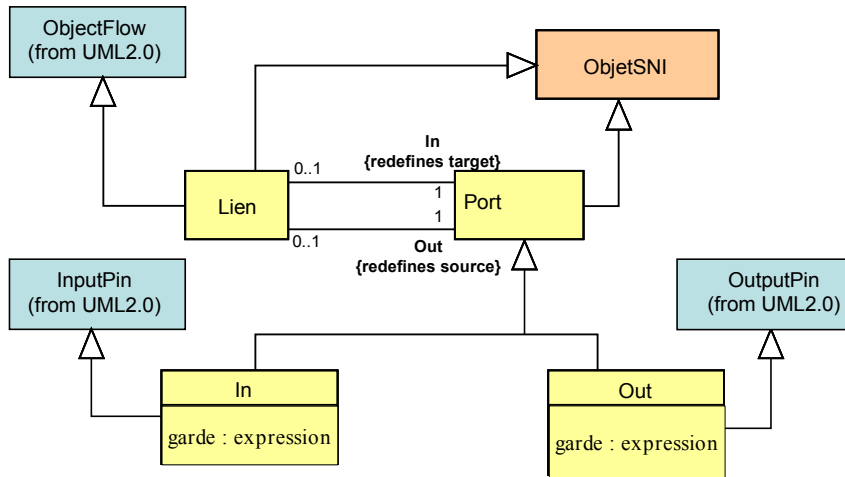 ObjectFlow
(from UML2.0)
ObjetSNI
In
{redefines target}
0..1
1
Lien
Port
1
0..1
Out
{redefines source}
InputPin
(from UML2.0)
OutputPin
(from UML2.0)
In
garde : expression
Out
garde : expression